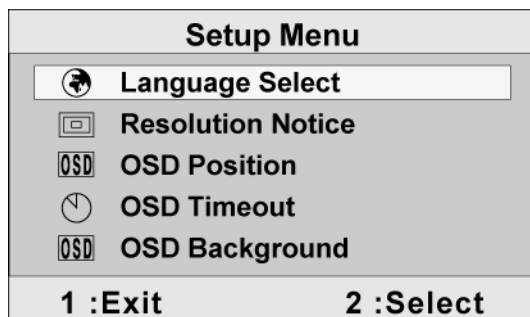 Setup Menu
Language Select
Resolution Notice
OSD OSD Position
OSD Timeout
OSD OSD Background
1 :Exit 2 :Select